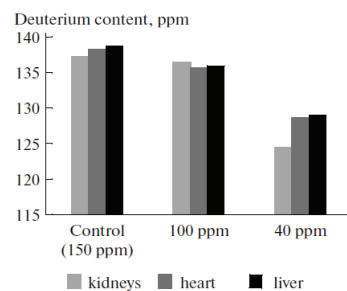 Deuterium content, ppm
140
135
130
125
120
115
Control
(150 ppm)
100 ppm
40 ppm
kidneys heart liver